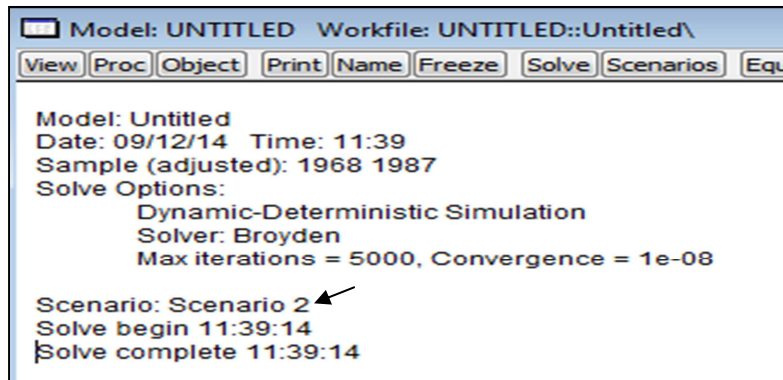 Model: UNTITLED Workfile: UNTITLED::Untitled\
View Proc Object Print Name Freeze Solve Scenarios Equ
Model: Untitled
Date: 09/12/14 Time: 11:39
Sample (adjusted): 1968 1987
Solve Options:
Dynamic-Deterministic Simulation
Solver: Broyden
Max iterations = 5000, Convergence = 1e-08
Scenario: Scenario 2
Solve begin 11:39:14
Solve complete 11:39:14